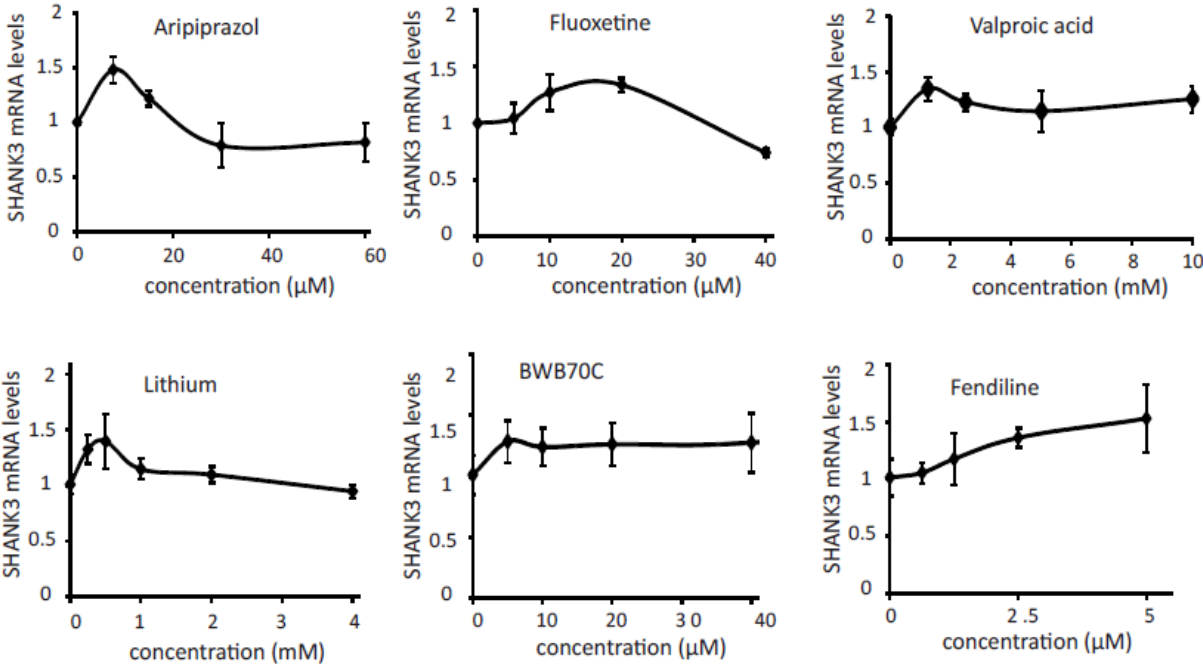 Aripiprazol
SHANK3 mRNA levels
2
1.5
1
0.5
0
0 20 40 60
concentration (µM)
Fluoxetine
SHANK3 mRNA levels
2
1.5
1
0.5
0
0 10 20 30 40
concentration (µM)
Valproic acid
SHANK3 mRNA levels
2
1.5
1
0.5
0
0 2 4 6 8 10
concentration (mM)
Lithium
SHANK3 mRNA levels
2
1.5
1
0.5
0
0 1 2 3 4
concentration (mM)
BWB70C
SHANK3 mRNA levels
2
1.5
1
0.5
0
0 10 20 3 0 40
concentration (µM)
Fendiline
SHANK3 mRNA levels
2
1.5
1
0.5
0
0 2.5 5
concentration (µM)